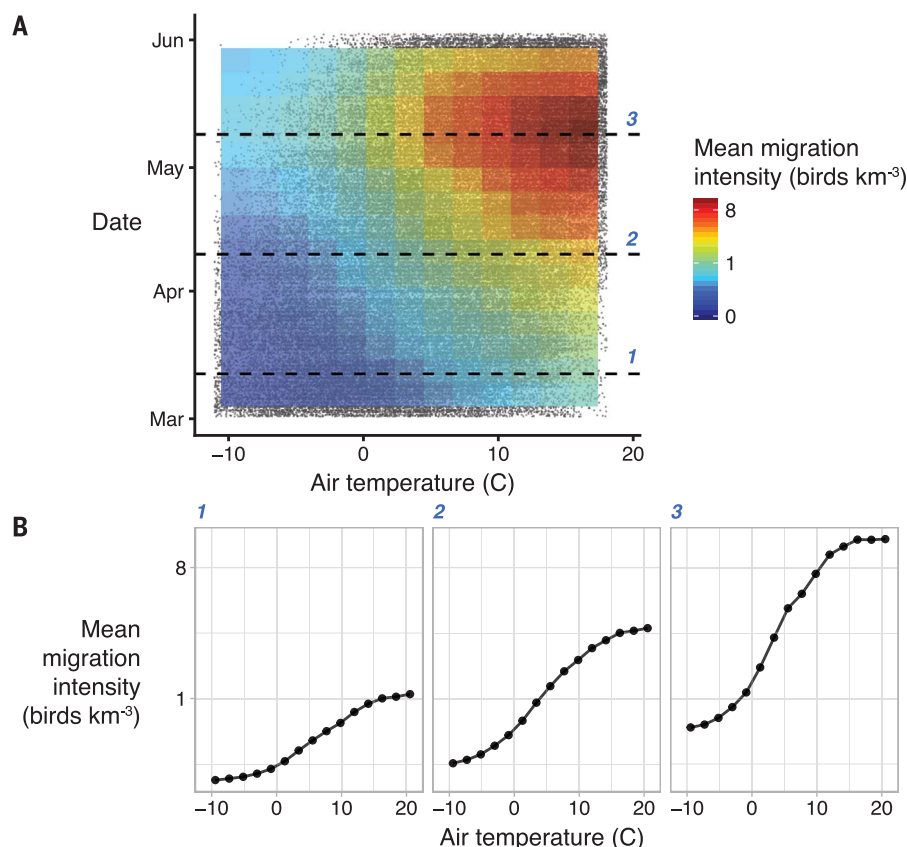 A
Jun
May
Date
Apr
Mar
3
2
1
−10
0
10
20
Air temperature (C)
Mean migration
intensity (birds km-3)
8
1
0
B
1
2
3
8
1
Mean
migration
intensity
(birds km-3)
−10
0
10
20
−10
0
10
20
−10
0
10
20
Air temperature (C)